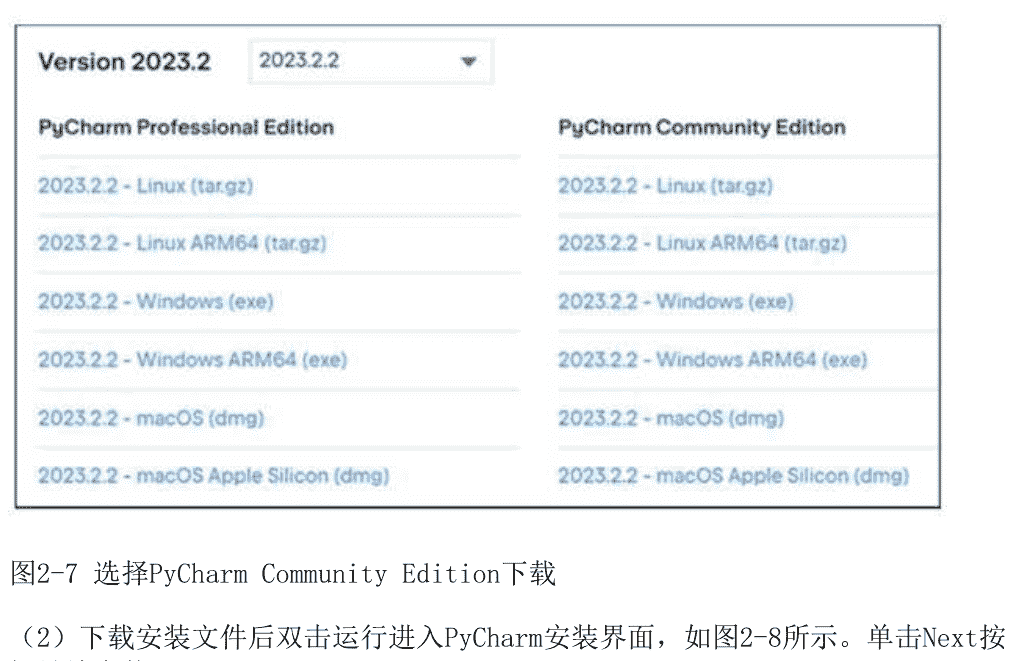 Version 2023.2 2023.2.2
PyCharm Professional Edition PyCharm Community Edition
2023.2.2 - Linux (tar.gz) 2023.2.2 - Linux (tar.gz)
2023.2.2 - Linux ARM64 (tar.gz) 2023.2.2 - Linux ARM64 (tar.gz)
2023.2.2 - Windows (exe) 2023.2.2 - Windows (exe)
2023.2.2 - Windows ARM64 (exe) 2023.2.2 - Windows ARM64 (exe)
2023.2.2 - macOS (dmg) 2023.2.2 - macOS (dmg)
2023.2.2 - macOS Apple Silicon (dmg) 2023.2.2 - macOS Apple Silicon (dmg)
图2-7 选择PyCharm Community Edition下载
（2）下载安装文件后双击运行进入PyCharm安装界面，如图2-8所示。单击Next按